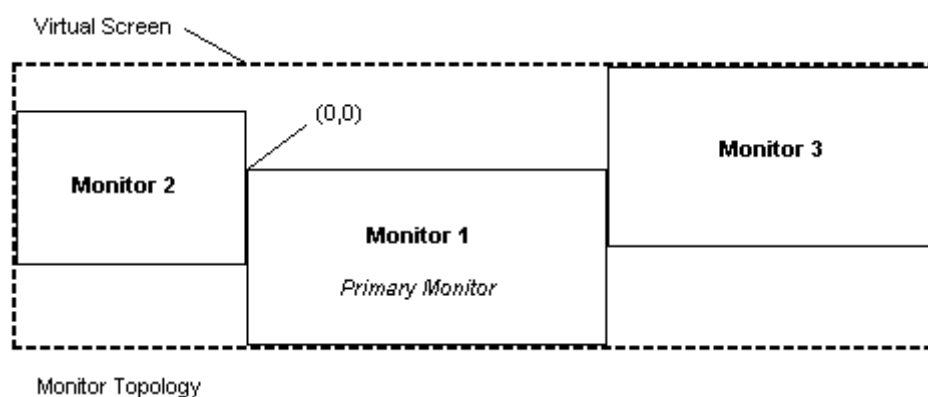 Virtual Screen
(0,0)
Monitor 3
Monitor 2
Monitor 1
Primary Monitor
Monitor Topology